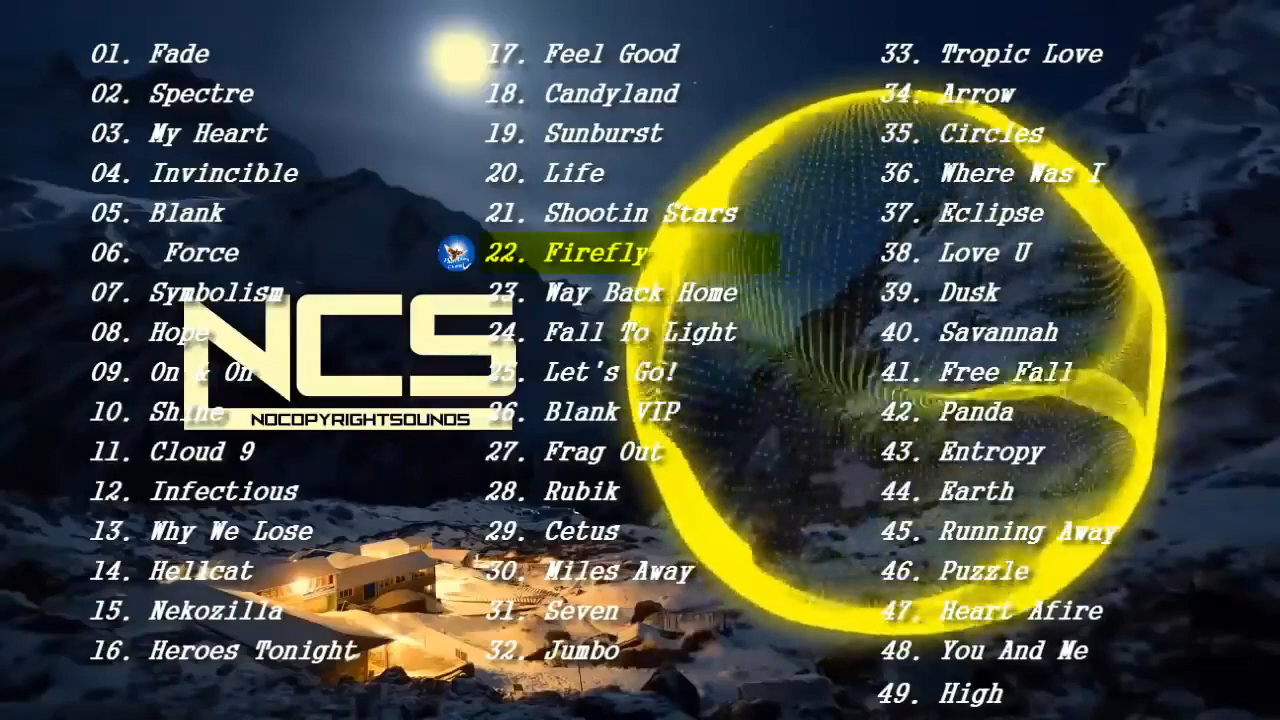 01. Fade
02. Spectre
03. My Heart
04. Invincible
05. Blank
06. Force
07. Symbolism
08. Hope
09. On & On
10. Shine
11. Cloud 9
12. Infectious
13. Why We Lose
14. Hellcat
15. Nekozilla
16. Heroes Tonight
NCS
NOCOPYRIGHTSOUNDS
17. Feel Good
18. Candyland
19. Sunburst
20. Life
21. Shootin Stars
22. Firefly
23. Way Back Home
24. Fall To Light
25. Let's Go!
26. Blank VIP
27. Frag Out
28. Rubik
29. Cetus
30. Miles Away
31. Seven
32. Jumbo
33. Tropic Love
34. Arrow
35. Circles
36. Where Was I
37. Eclipse
38. Love U
39. Dusk
40. Savannah
41. Free Fall
42. Panda
43. Entropy
44. Earth
45. Running Away
46. Puzzle
47. Heart Afire
48. You And Me
49. High